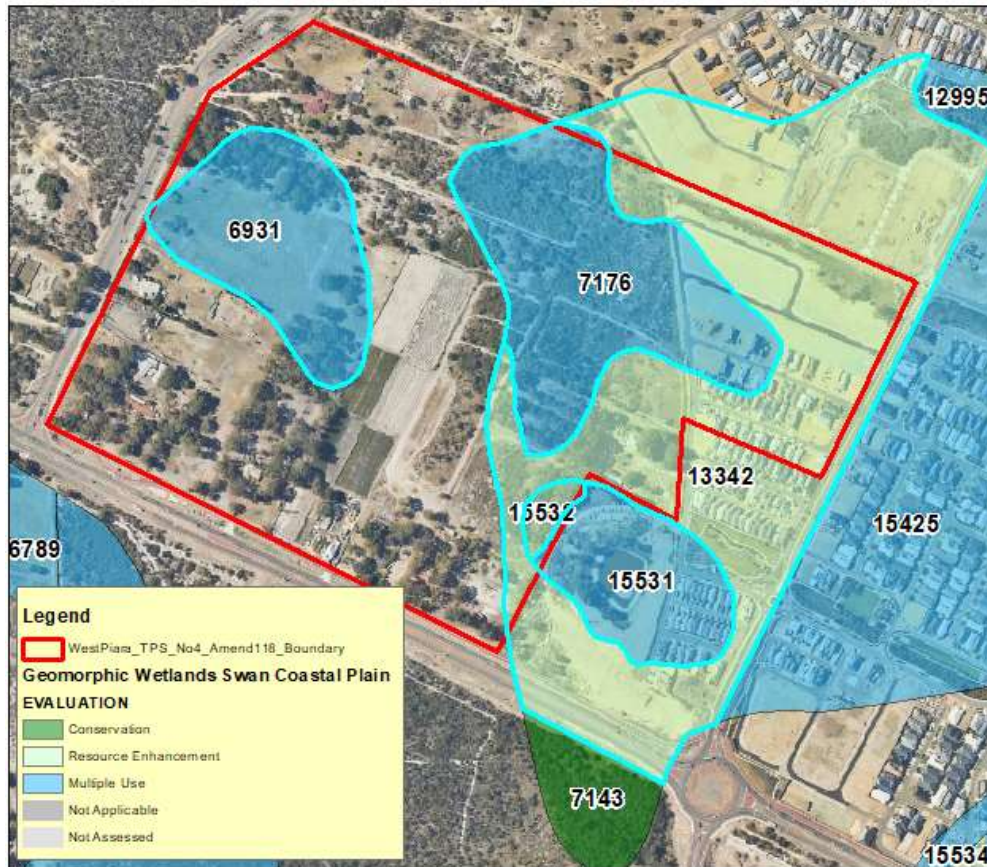 12995
6931
7176
13342
15532
15425
6789
15531
7143
15534
Legend
WestPiara_TPS_No4_Amend118_Boundary
Geomorphic Wetlands Swan Coastal Plain
EVALUATION
Conservation
Resource Enhancement
Multiple Use
Not Applicable
Not Assessed